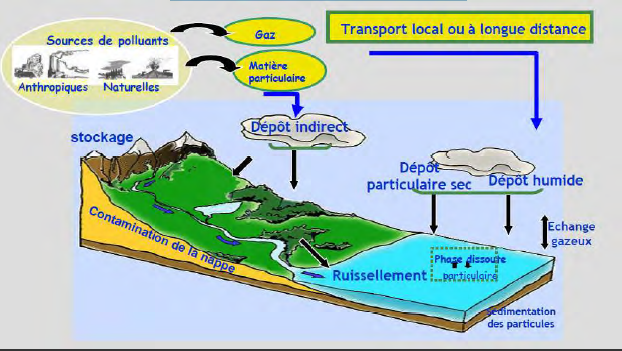 Sources de polluants
Anthropiques Naturelles
Gaz
Matière
particulaire
Transport local ou à longue distance
stockage
Dépôt indirect
Dépôt
particulaire sec
Dépôt humide
Echange
gazeux
Contamination de la nappe
Ruissellement
Phase dissoute
particulaire
Sédimentation
des particules